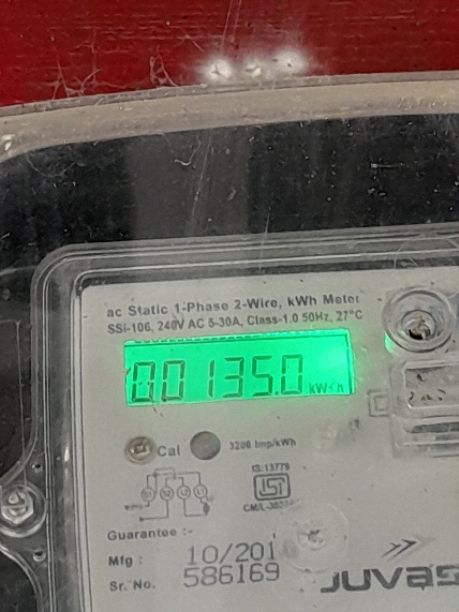 ac Static 1-Phase 2-Wire, kWh Meter
SSi-106, 240V AC 5-30A, Class-1.0 50Hz, 27°C
00135.0 kWh
Cal 3200 Imp/kWh
IS:13779
Guarantee :-
Mfg : 10/201
Sr. No. 586169
JUVAS